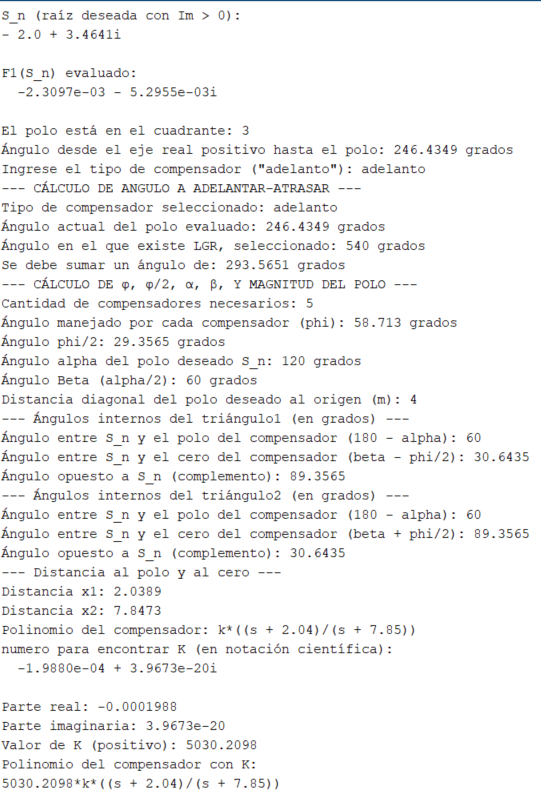 S_n (raíz deseada con Im > 0):
- 2.0 + 3.4641i
F1(S_n) evaluado:
-2.3097e-03 - 5.2955e-03i
El polo está en el cuadrante: 3
Ángulo desde el eje real positivo hasta el polo: 246.4349 grados
Ingrese el tipo de compensador ("adelanto"): adelanto
--- CÁLCULO DE ANGULO A ADELANTAR-ATRASAR ---
Tipo de compensador seleccionado: adelanto
Ángulo actual del polo evaluado: 246.4349 grados
Ángulo en el que existe LGR, seleccionado: 540 grados
Se debe sumar un ángulo de: 293.5651 grados
--- CÁLCULO DE φ, φ/2, α, β, Y MAGNITUD DEL POLO ---
Cantidad de compensadores necesarios: 5
Ángulo manejado por cada compensador (phi): 58.713 grados
Ángulo phi/2: 29.3565 grados
Ángulo alpha del polo deseado S_n: 120 grados
Ángulo Beta (alpha/2): 60 grados
Distancia diagonal del polo deseado al origen (m): 4
--- Ángulos internos del triángulo1 (en grados) ---
Ángulo entre S_n y el polo del compensador (180 - alpha): 60
Ángulo entre S_n y el cero del compensador (beta - phi/2): 30.6435
Ángulo opuesto a S_n (complemento): 89.3565
--- Ángulos internos del triángulo2 (en grados) ---
Ángulo entre S_n y el polo del compensador (180 - alpha): 60
Ángulo entre S_n y el cero del compensador (beta + phi/2): 89.3565
Ángulo opuesto a S_n (complemento): 30.6435
--- Distancia al polo y al cero ---
Distancia x1: 2.0389
Distancia x2: 7.8473
Polinomio del compensador: k*((s + 2.04)/(s + 7.85))
numero para encontrar K (en notación científica):
-1.9880e-04 + 3.9673e-20i
Parte real: -0.0001988
Parte imaginaria: 3.9673e-20
Valor de K (positivo): 5030.2098
Polinomio del compensador con K:
5030.2098*k*((s + 2.04)/(s + 7.85))